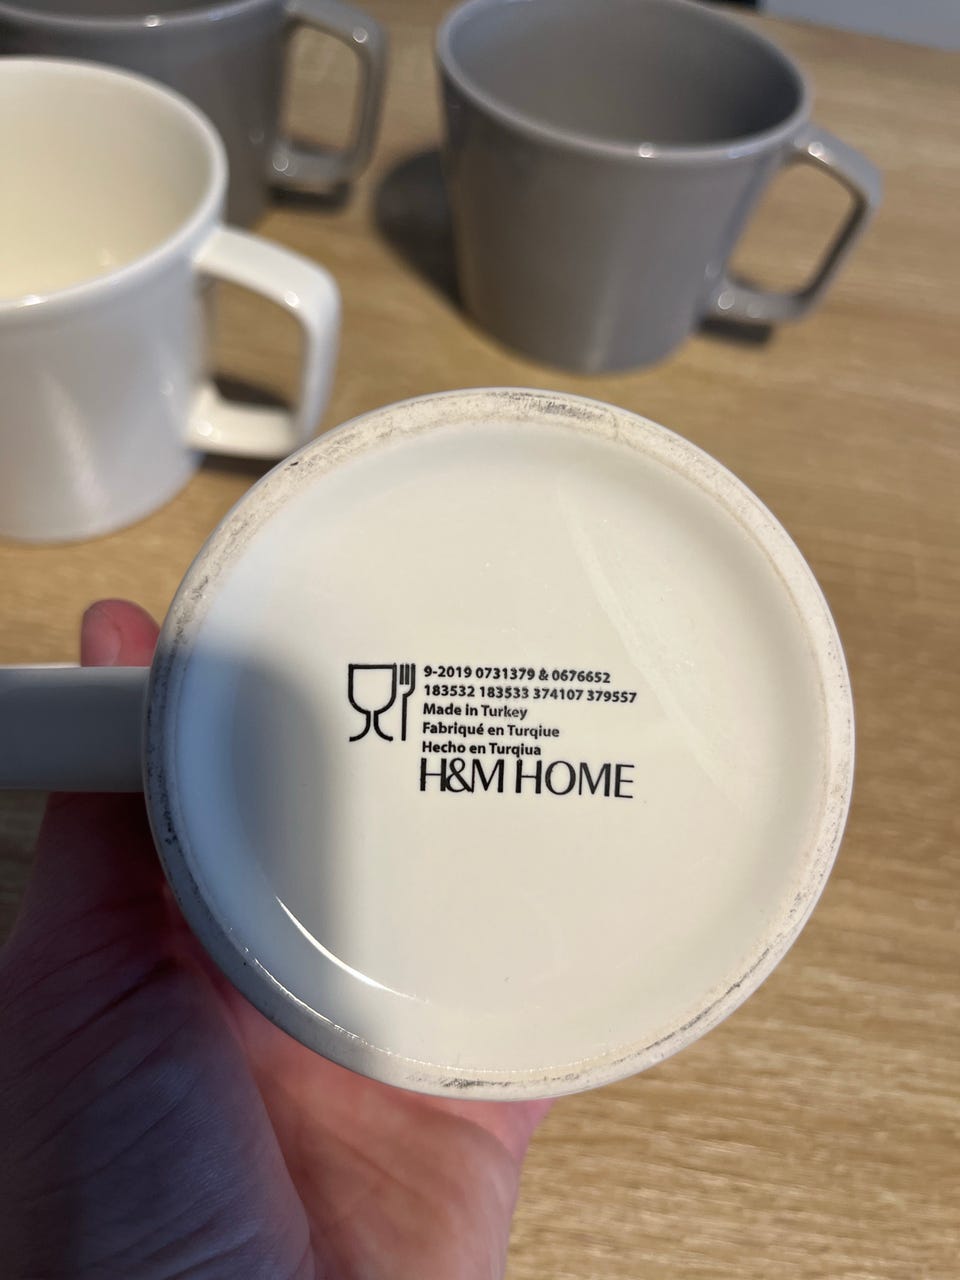 9-2019 0731379 & 0676652
183532 183533 374107 379557
Made in Turkey
Fabriqué en Turqiue
Hecho en Turqiua
H&M HOME